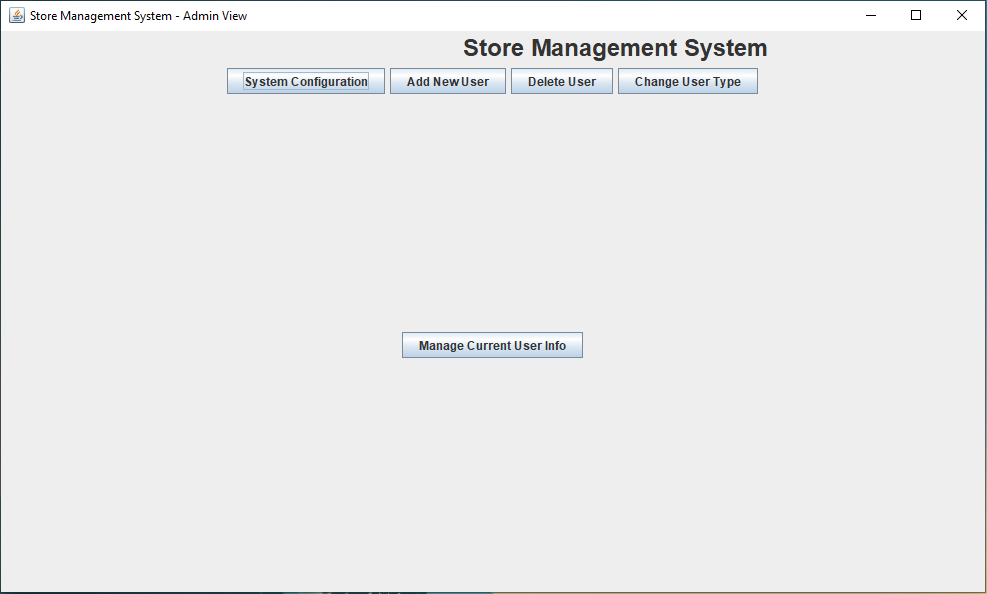 Store Management System - Admin View
Store Management System
System Configuration Add New User Delete User Change User Type
Manage Current User Info